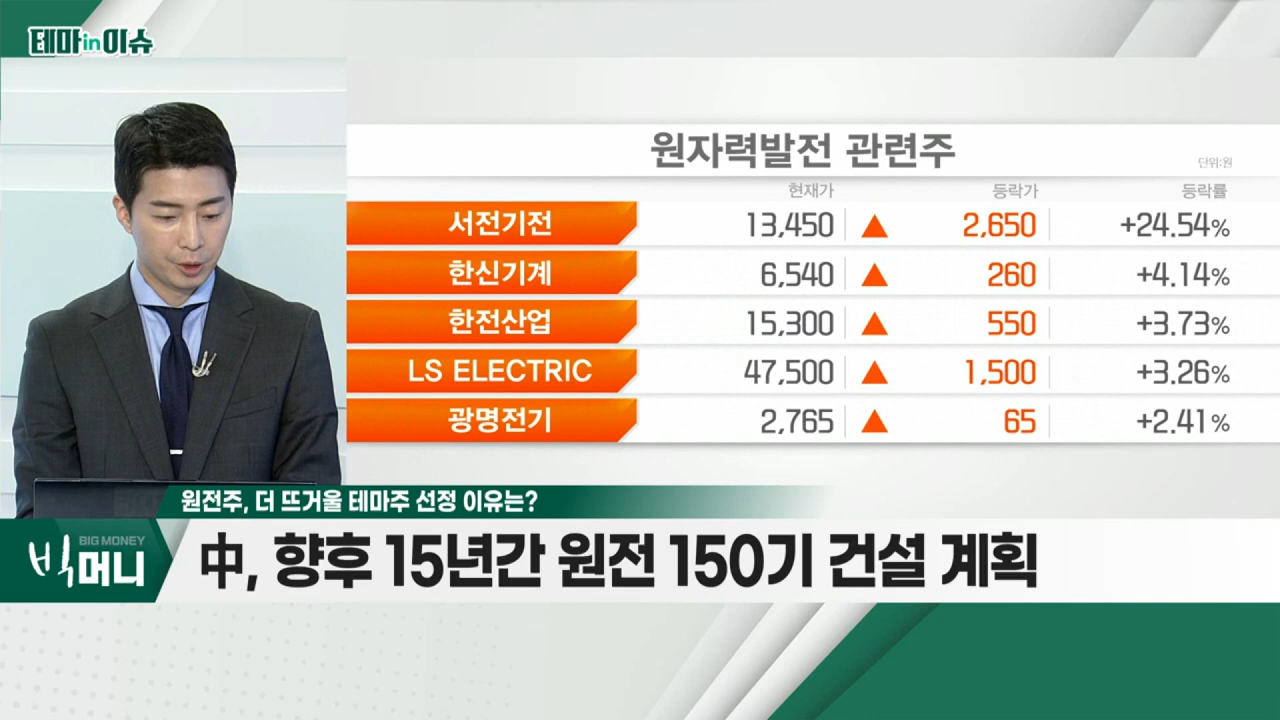 테마in이슈
원자력발전 관련주
단위:원
현재가 등락가 등락률
서전기전 13,450 ▲ 2,650 +24.54%
한신기계 6,540 ▲ 260 +4.14%
한전산업 15,300 ▲ 550 +3.73%
LS ELECTRIC 47,500 ▲ 1,500 +3.26%
광명전기 2,765 ▲ 65 +2.41%
원전주, 더 뜨거울 테마주 선정 이유는?
BIG MONEY
빅머니
中, 향후 15년간 원전 150기 건설 계획